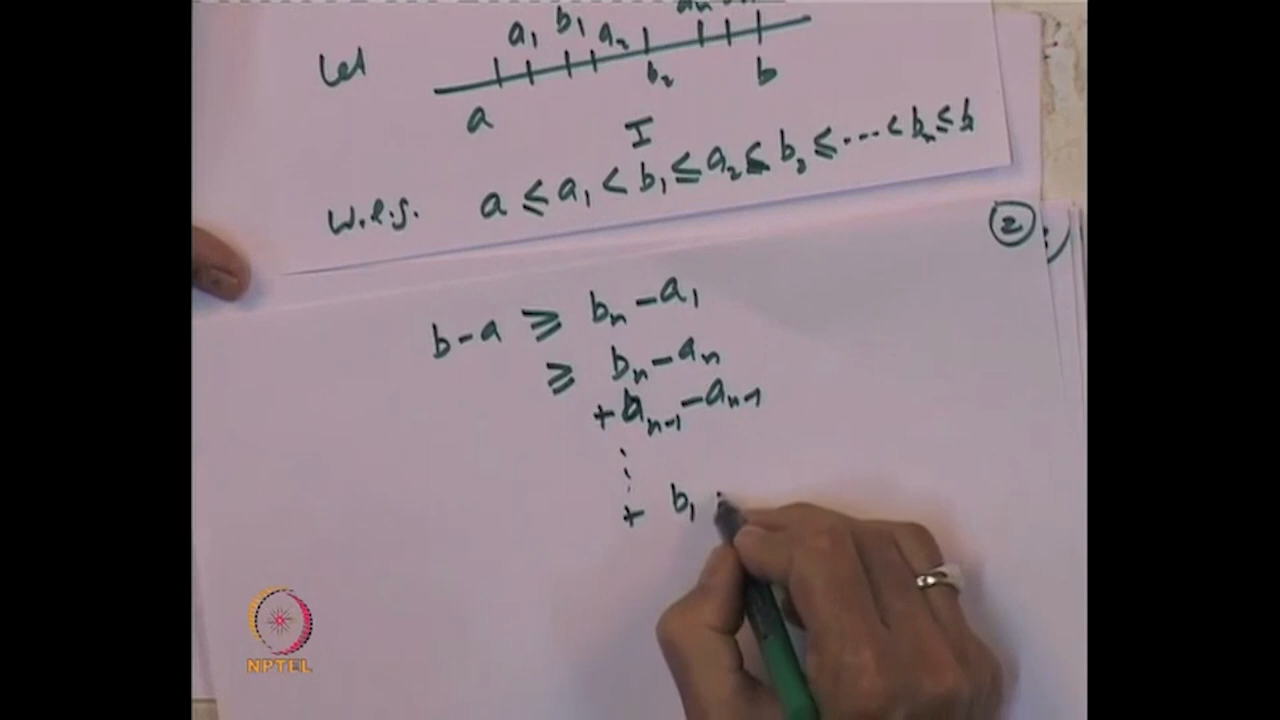 a₁ b₁ a₂
Let
a b₂ b
I
W.l.g. a ≤ a₁ < b₁ ≤ a₂ ≤ b₂ ≤ ... < bₙ ≤ b
②
b-a ≥ bₙ - a₁
≥ bₙ - aₙ
+ bₙ₋₁ - aₙ₋₁
⋮
+ b₁
NPTEL